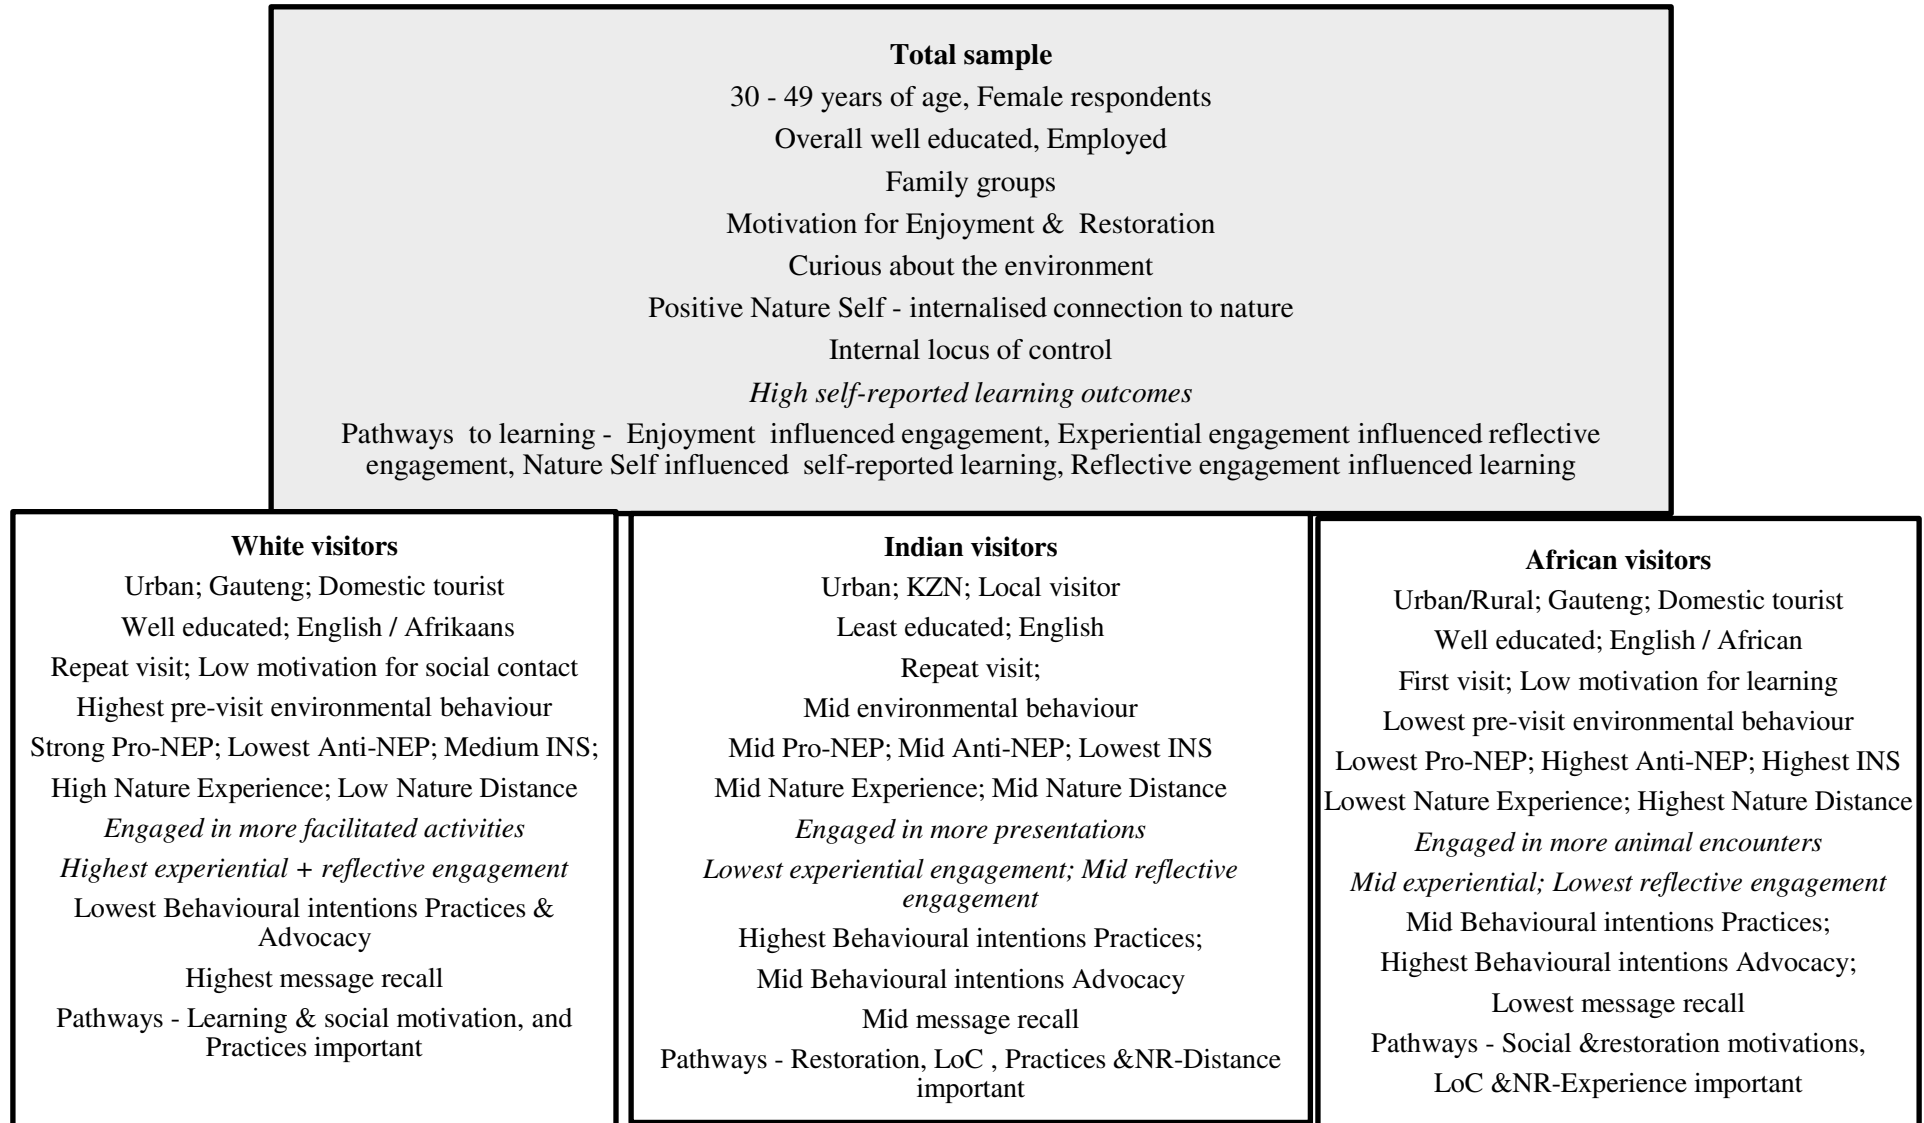 Total sample
30 - 49 years of age, Female respondents
Overall well educated, Employed
Family groups
Motivation for Enjoyment & Restoration
Curious about the environment
Positive Nature Self - internalised connection to nature
Internal locus of control
High self-reported learning outcomes
Pathways to learning - Enjoyment influenced engagement, Experiential engagement influenced reflective
engagement, Nature Self influenced self-reported learning, Reflective engagement influenced learning
White visitors
Urban; Gauteng; Domestic tourist
Well educated; English / Afrikaans
Repeat visit; Low motivation for social contact
Highest pre-visit environmental behaviour
Strong Pro-NEP; Lowest Anti-NEP; Medium INS;
High Nature Experience; Low Nature Distance
Engaged in more facilitated activities
Highest experiential + reflective engagement
Lowest Behavioural intentions Practices &
Advocacy
Highest message recall
Pathways - Learning & social motivation, and
Practices important
Indian visitors
Urban; KZN; Local visitor
Least educated; English
Repeat visit;
Mid environmental behaviour
Mid Pro-NEP; Mid Anti-NEP; Lowest INS
Mid Nature Experience; Mid Nature Distance
Engaged in more presentations
Lowest experiential engagement; Mid reflective
engagement
Highest Behavioural intentions Practices;
Mid Behavioural intentions Advocacy
Mid message recall
Pathways - Restoration, LoC , Practices &NR-Distance
important
African visitors
Urban/Rural; Gauteng; Domestic tourist
Well educated; English / African
First visit; Low motivation for learning
Lowest pre-visit environmental behaviour
Lowest Pro-NEP; Highest Anti-NEP; Highest INS
Lowest Nature Experience; Highest Nature Distance
Engaged in more animal encounters
Mid experiential; Lowest reflective engagement
Mid Behavioural intentions Practices;
Highest Behavioural intentions Advocacy;
Lowest message recall
Pathways - Social &restoration motivations,
LoC &NR-Experience important